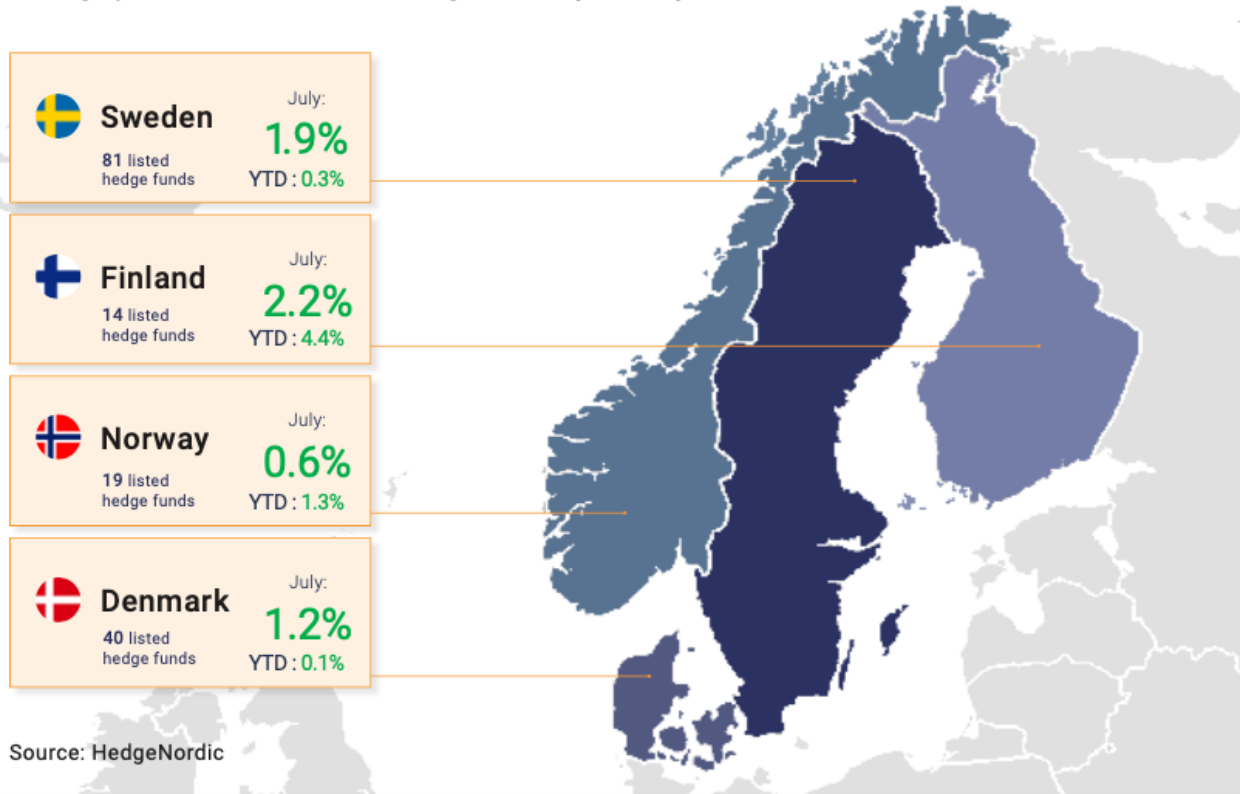 Sweden
81 listed
hedge funds
July:
1.9%
YTD : 0.3%
Finland
14 listed
hedge funds
July:
2.2%
YTD : 4.4%
Norway
19 listed
hedge funds
July:
0.6%
YTD : 1.3%
Denmark
40 listed
hedge funds
July:
1.2%
YTD : 0.1%
Source: HedgeNordic